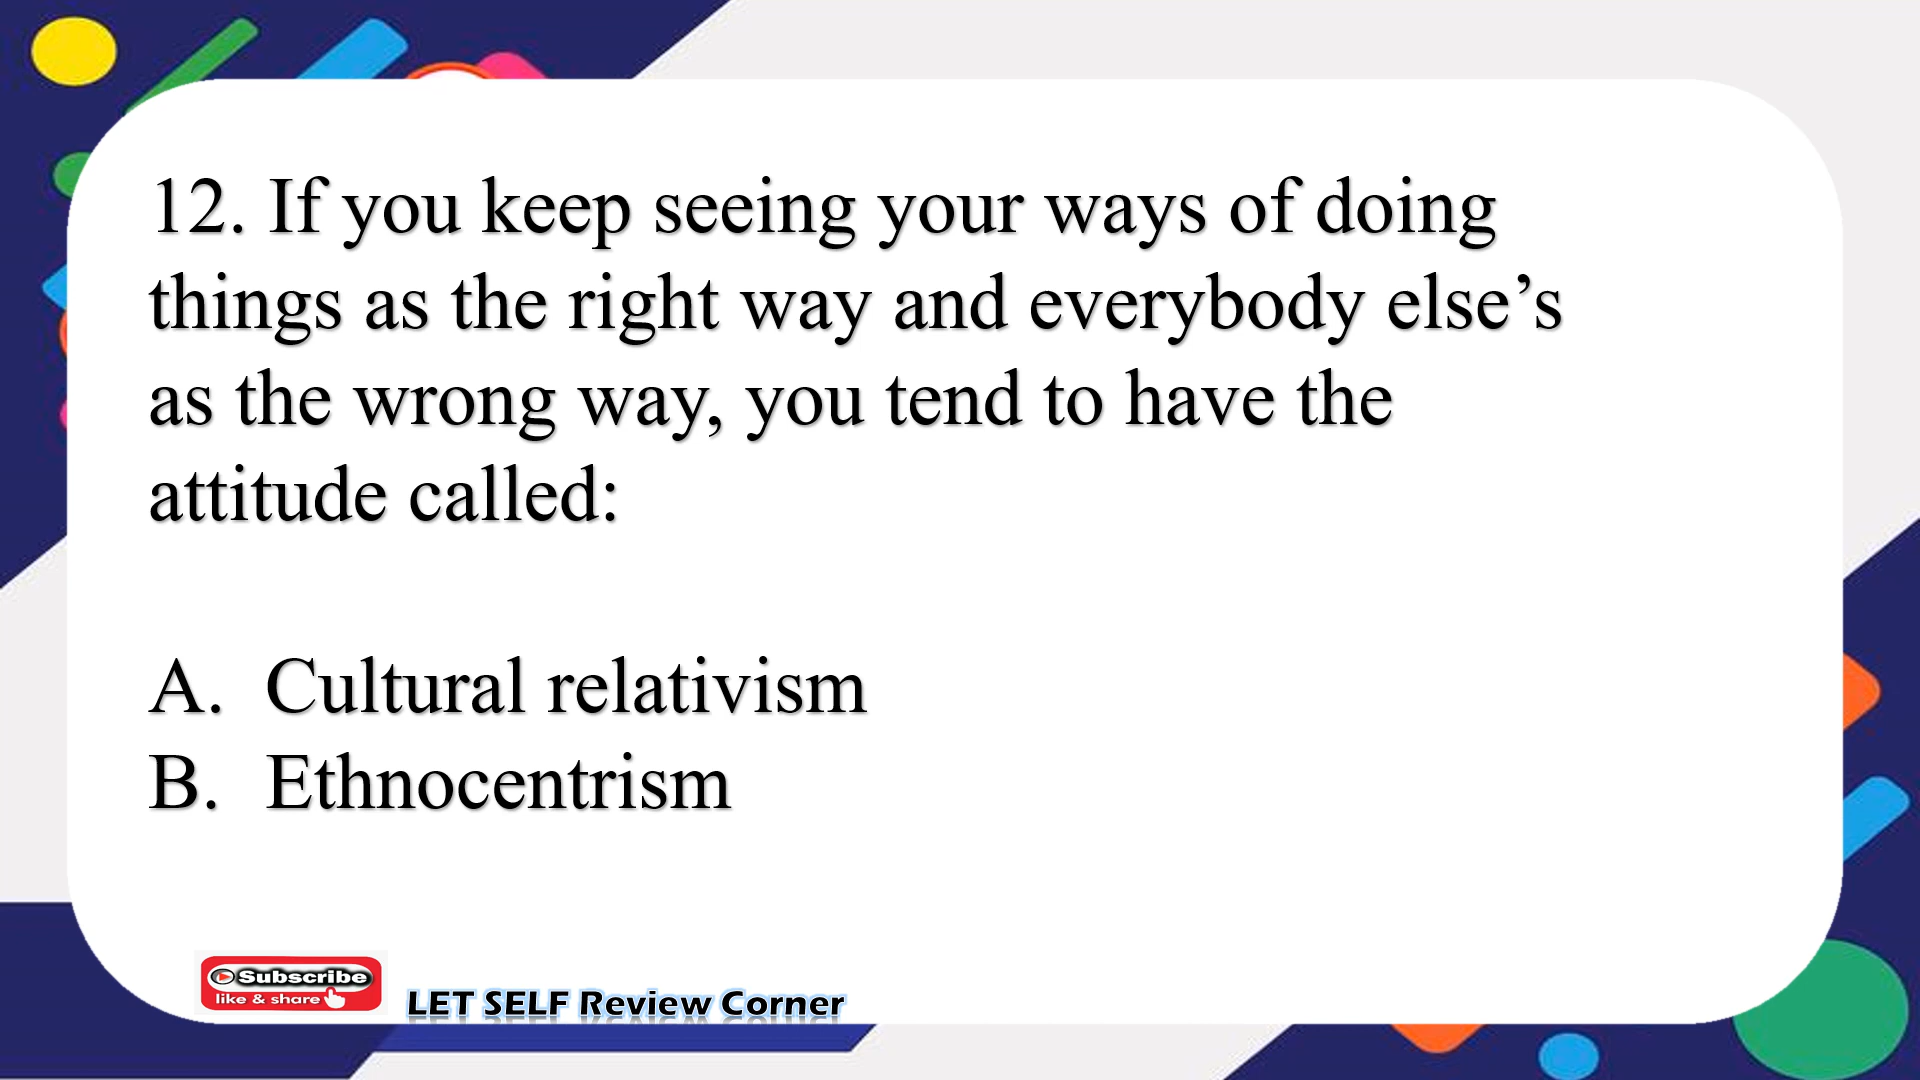 12. If you keep seeing your ways of doing
things as the right way and everybody else’s
as the wrong way, you tend to have the
attitude called:
A. Cultural relativism
B. Ethnocentrism
Subscribe
like & share
LET SELF Review Corner